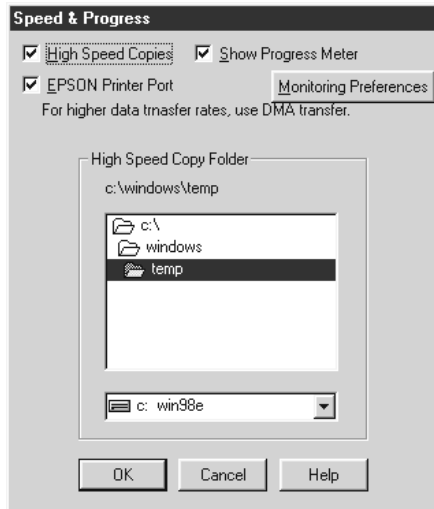 Speed & Progress
High Speed Copies Show Progress Meter
EPSON Printer Port Monitoring Preferences
For higher data trnasfer rates, use DMA transfer.
High Speed Copy Folder
c:\windows\temp
c:\
windows
temp
c: win98e
OK Cancel Help